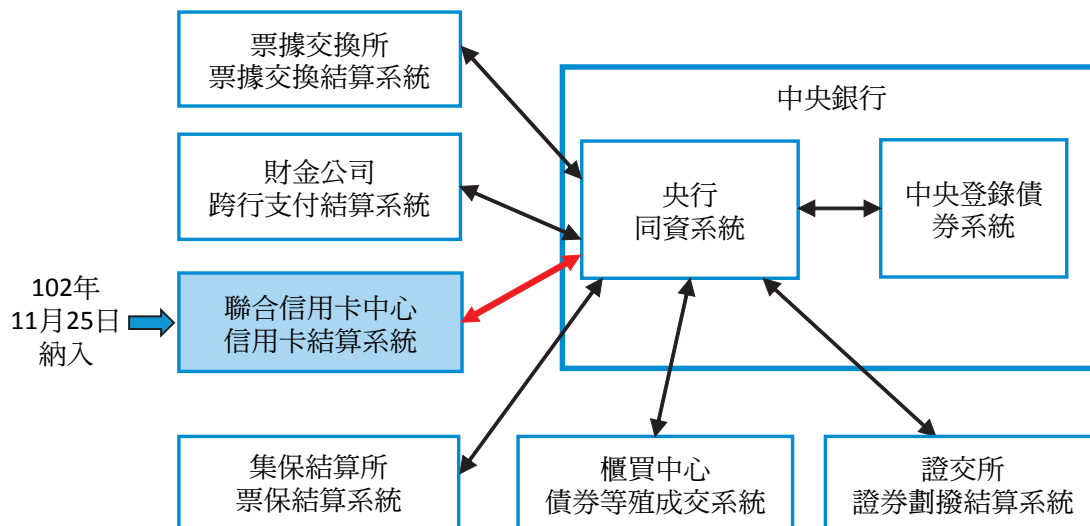 票據交換所
票據交換結算系統
中央銀行
財金公司
跨行支付結算系統
央行
同資系統
中央登錄債
券系統
102年
11月25日
納入
聯合信用卡中心
信用卡結算系統
集保結算所
票保結算系統
櫃買中心
債券等殖成交系統
證交所
證券劃撥結算系統